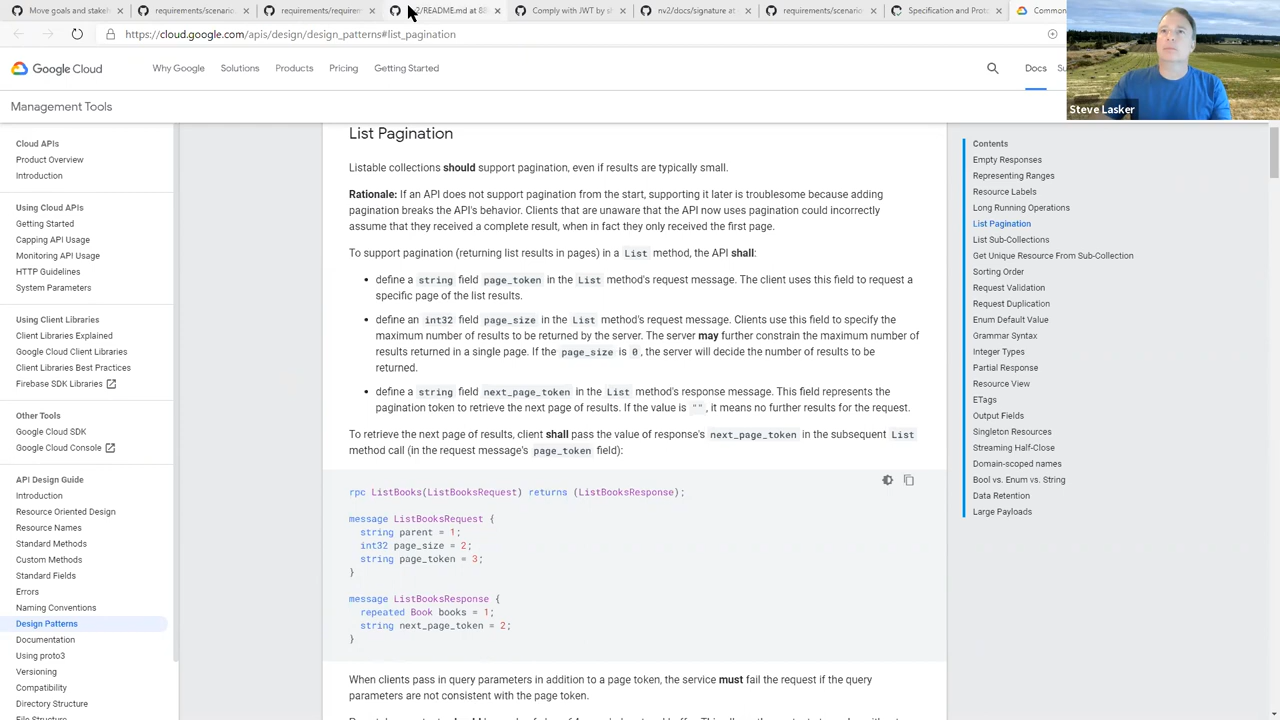 Move goals and stakeh
requirements/scenario
requirements/requirem
v2/README.md at 8
Comply with JWT by s
nv2/docs/signature at
requirements/scenario
Specification and Proto
Common
https://cloud.google.com/apis/design/design_patterns#list_pagination
Google Cloud
Why Google
Solutions
Products
Pricing
Getting Started
Docs
Su
Steve Lasker
Management Tools
Cloud APIs
Product Overview
Introduction
Using Cloud APIs
Getting Started
Capping API Usage
Monitoring API Usage
HTTP Guidelines
System Parameters
Using Client Libraries
Client Libraries Explained
Google Cloud Client Libraries
Client Libraries Best Practices
Firebase SDK Libraries
Other Tools
Google Cloud SDK
Google Cloud Console
API Design Guide
Introduction
Resource Oriented Design
Resource Names
Standard Methods
Custom Methods
Standard Fields
Errors
Naming Conventions
Design Patterns
Documentation
Using proto3
Versioning
Compatibility
Directory Structure
File Structure
List Pagination
Listable collections should support pagination, even if results are typically small.
Rationale: If an API does not support pagination from the start, supporting it later is troublesome because adding
pagination breaks the API's behavior. Clients that are unaware that the API now uses pagination could incorrectly
assume that they received a complete result, when in fact they only received the first page.
To support pagination (returning list results in pages) in a List method, the API shall:
• define a string field page_token in the List method's request message. The client uses this field to request a
specific page of the list results.
• define an int32 field page_size in the List method's request message. Clients use this field to specify the
maximum number of results to be returned by the server. The server may further constrain the maximum number of
results returned in a single page. If the page_size is 0, the server will decide the number of results to be
returned.
• define a string field next_page_token in the List method's response message. This field represents the
pagination token to retrieve the next page of results. If the value is "", it means no further results for the request.
To retrieve the next page of results, client shall pass the value of response's next_page_token in the subsequent List
method call (in the request message's page_token field):
rpc ListBooks(ListBooksRequest) returns (ListBooksResponse);
message ListBooksRequest {
string parent = 1;
int32 page_size = 2;
string page_token = 3;
}
message ListBooksResponse {
repeated Book books = 1;
string next_page_token = 2;
}
When clients pass in query parameters in addition to a page token, the service must fail the request if the query
parameters are not consistent with the page token.
Contents
Empty Responses
Representing Ranges
Resource Labels
Long Running Operations
List Pagination
List Sub-Collections
Get Unique Resource From Sub-Collection
Sorting Order
Request Validation
Request Duplication
Enum Default Value
Grammar Syntax
Integer Types
Partial Response
Resource View
ETags
Output Fields
Singleton Resources
Streaming Half-Close
Domain-scoped names
Bool vs. Enum vs. String
Data Retention
Large Payloads